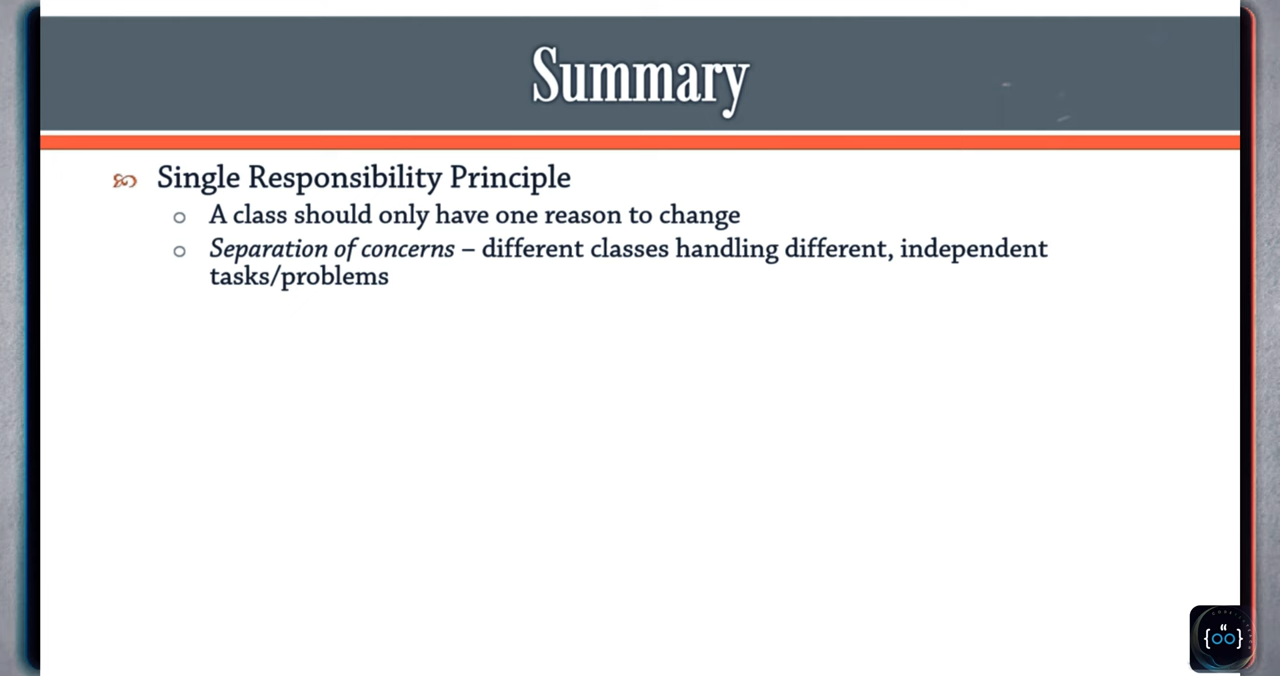 Summary
Single Responsibility Principle
A class should only have one reason to change
Separation of concerns – different classes handling different, independent
tasks/problems
{oo}